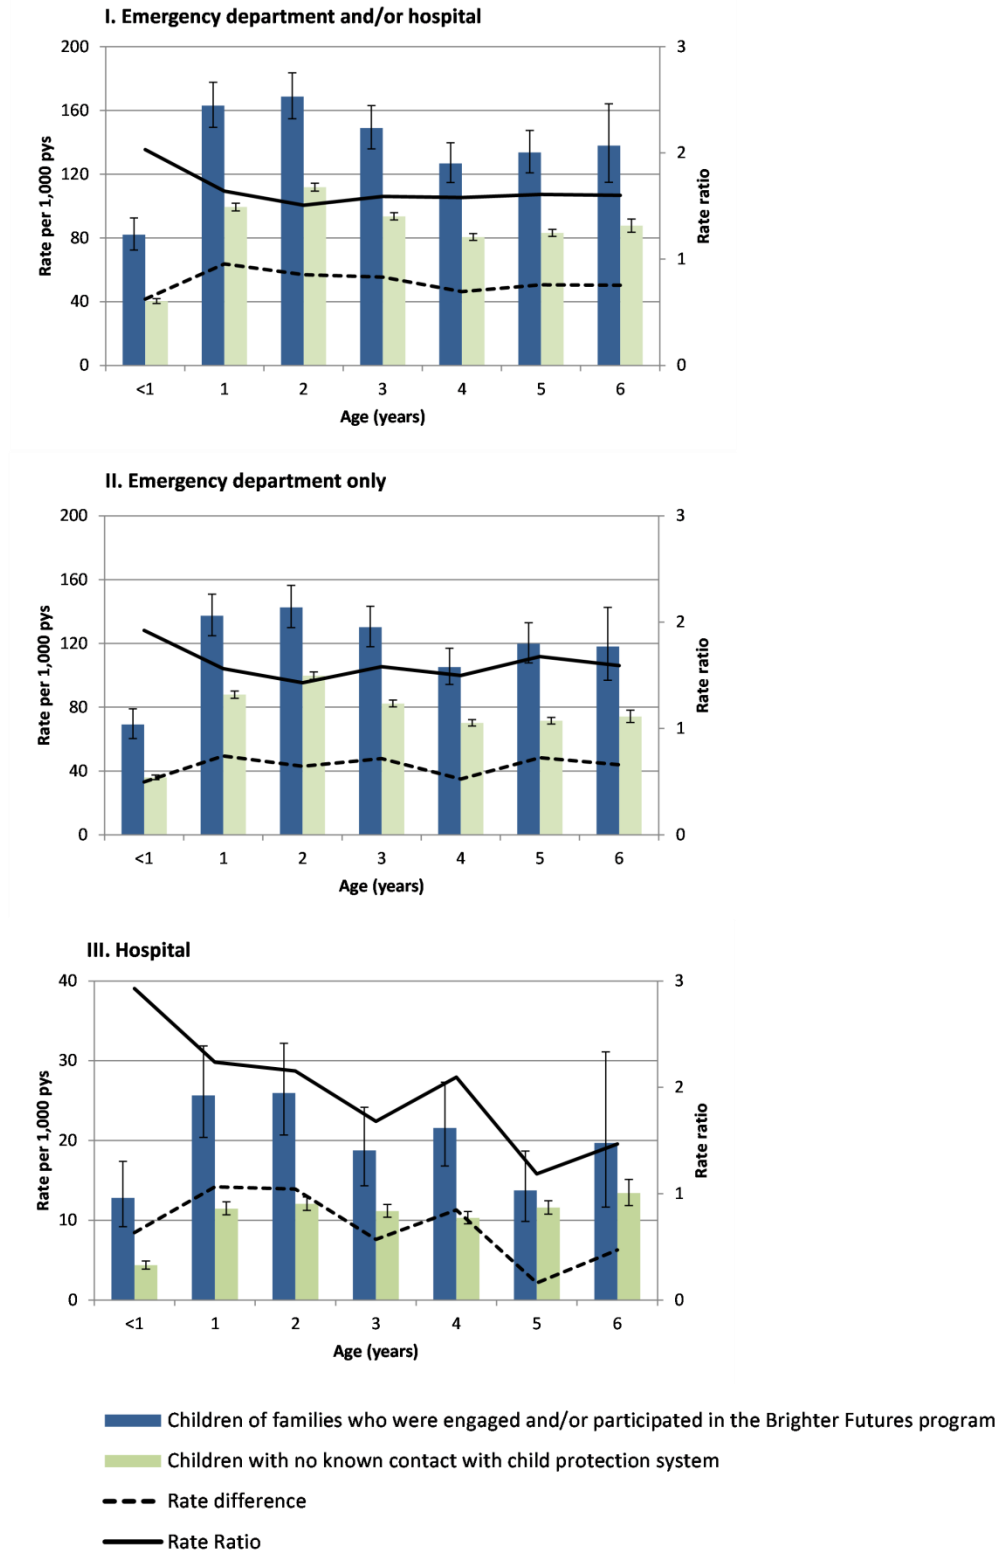 I. Emergency department and/or hospital
200
160
120
80
40
0
Rate per 1,000 pys
3
2
1
0
Rate ratio
<1 1 2 3 4 5 6
Age (years)
II. Emergency department only
200
160
120
80
40
0
Rate per 1,000 pys
3
2
1
0
Rate ratio
<1 1 2 3 4 5 6
Age (years)
III. Hospital
40
30
20
10
0
Rate per 1,000 pys
3
2
1
0
Rate ratio
<1 1 2 3 4 5 6
Age (years)
Children of families who were engaged and/or participated in the Brighter Futures program
Children with no known contact with child protection system
Rate difference
Rate Ratio